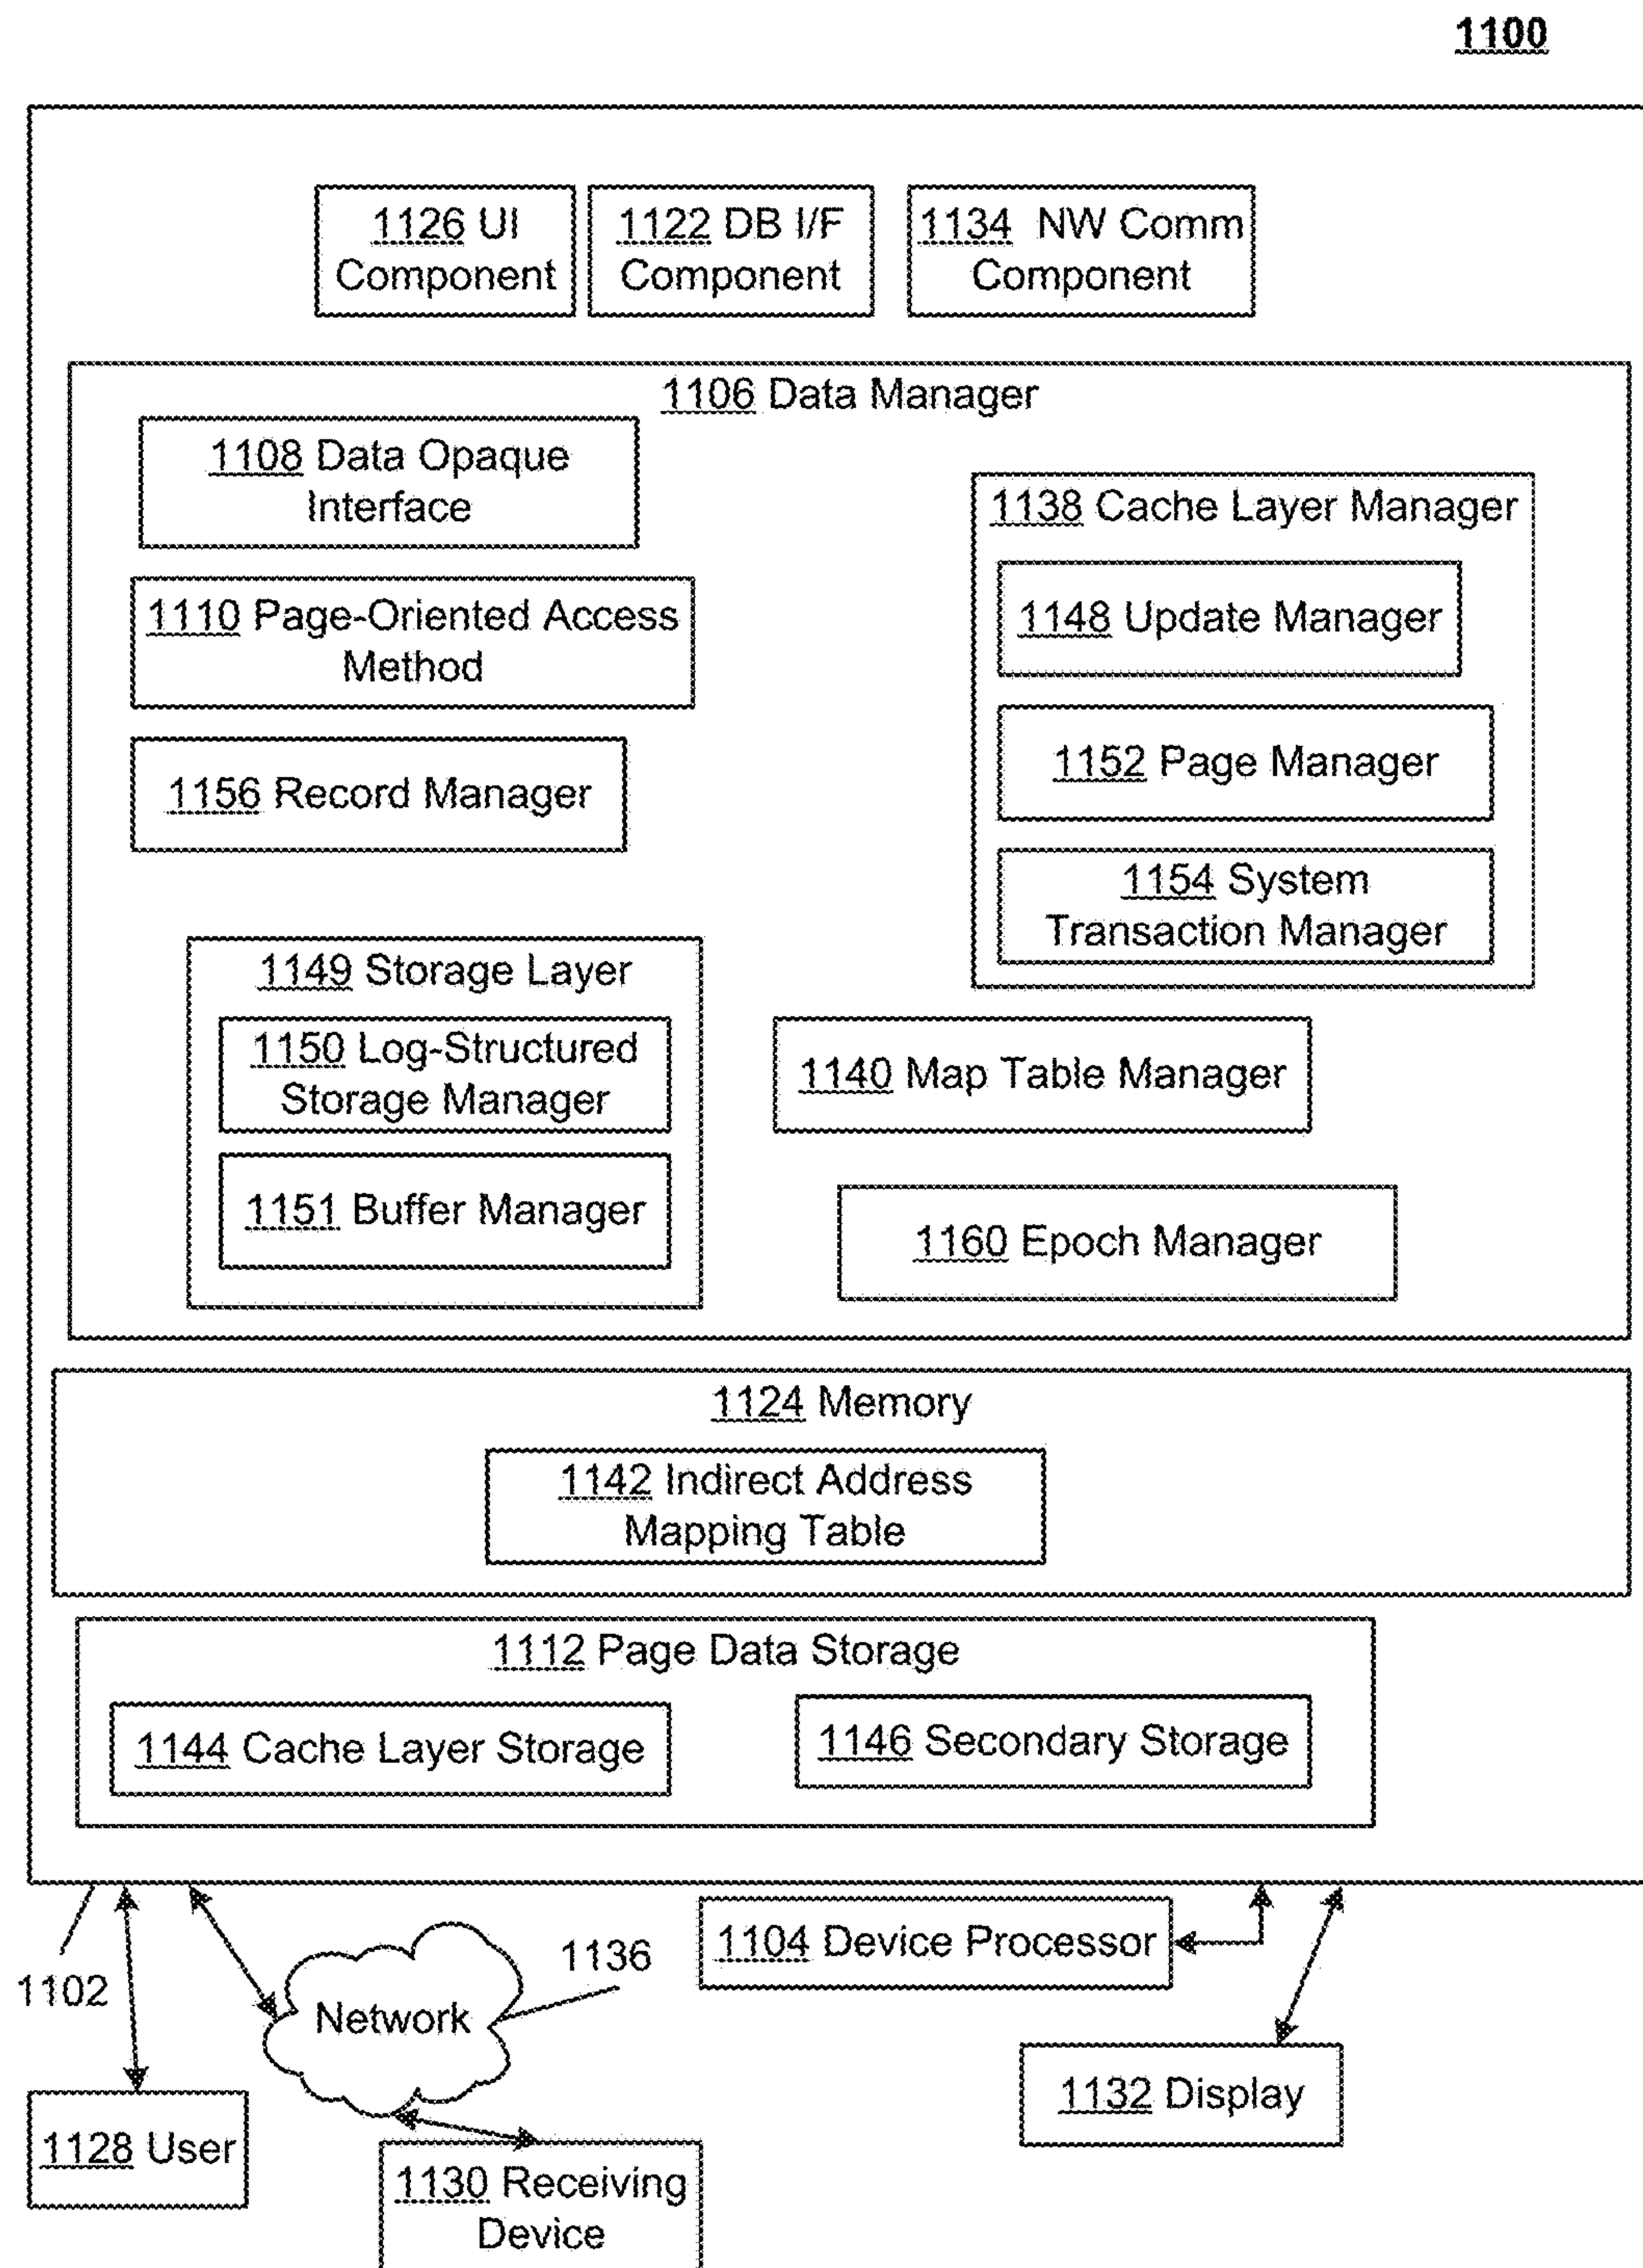 1100
1126 UI
Component
1122 DB I/F
Component
1134 NW Comm
Component
1106 Data Manager
1108 Data Opaque
Interface
1110 Page-Oriented Access
Method
1156 Record Manager
1138 Cache Layer Manager
1148 Update Manager
1152 Page Manager
1154 System
Transaction Manager
1149 Storage Layer
1150 Log-Structured
Storage Manager
1151 Buffer Manager
1140 Map Table Manager
1160 Epoch Manager
1124 Memory
1142 Indirect Address
Mapping Table
1112 Page Data Storage
1144 Cache Layer Storage
1146 Secondary Storage
1102
1104 Device Processor
1136
Network
1132 Display
1128 User
1130 Receiving
Device